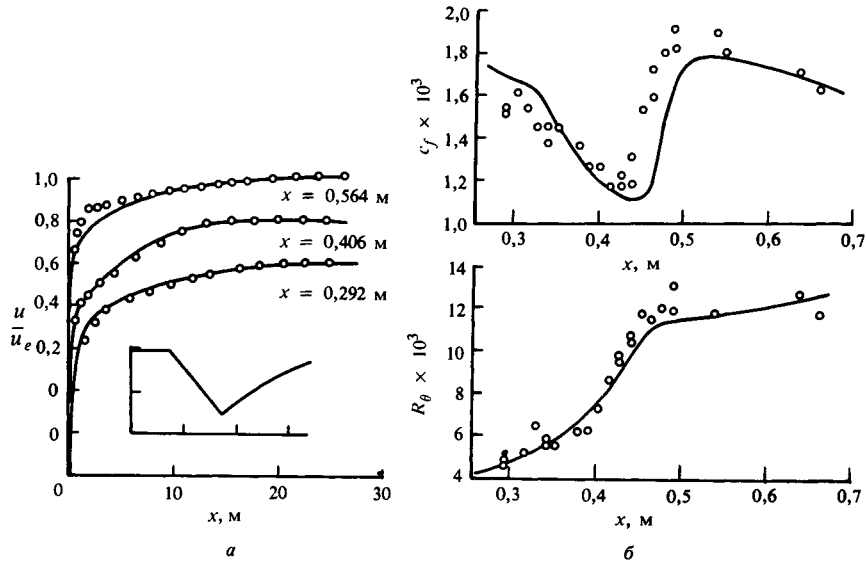 1,0
0,8
0,6
0,4
0,2
0
0
u
u_e
x = 0,564 м
x = 0,406 м
x = 0,292 м
0 10 20 30
x, м
а
2,0
1,8
1,6
1,4
1,2
1,0
c_f × 10³
0,3 0,4 0,5 0,6 0,7
x, м
14
12
10
8
6
4
R_θ × 10³
0,3 0,4 0,5 0,6 0,7
x, м
б